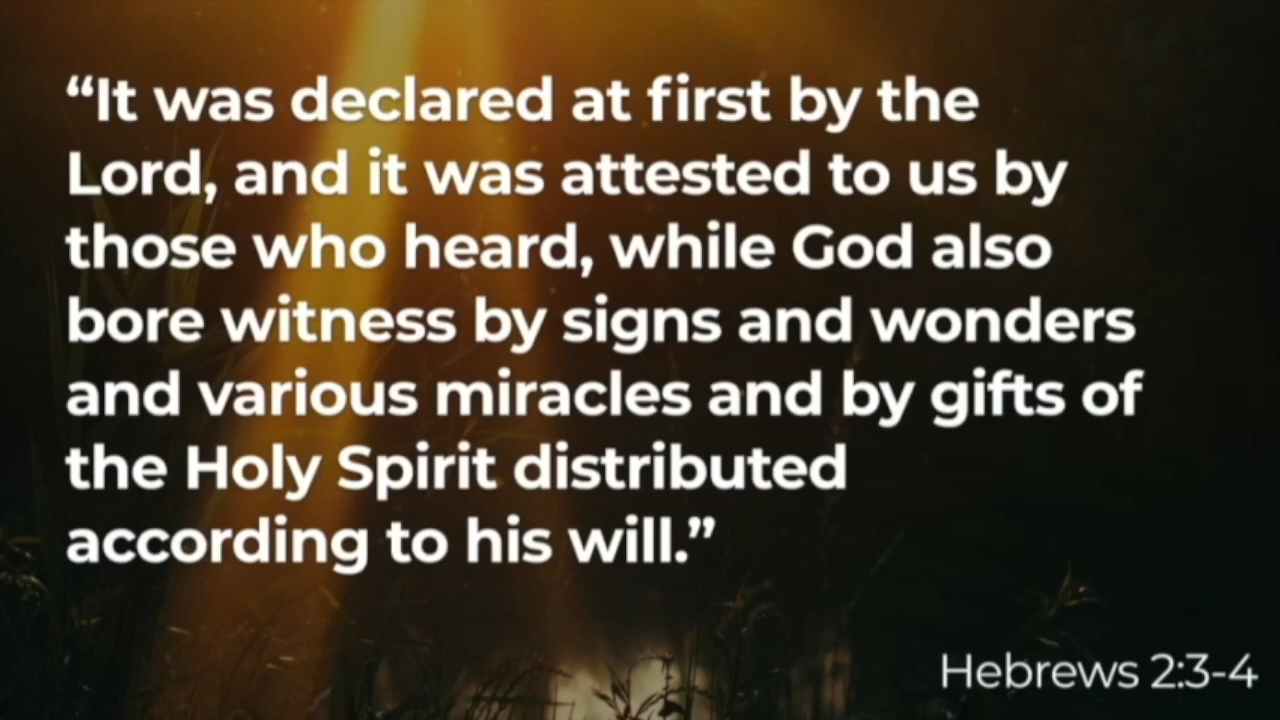 “It was declared at first by the
Lord, and it was attested to us by
those who heard, while God also
bore witness by signs and wonders
and various miracles and by gifts of
the Holy Spirit distributed
according to his will.”
Hebrews 2:3-4